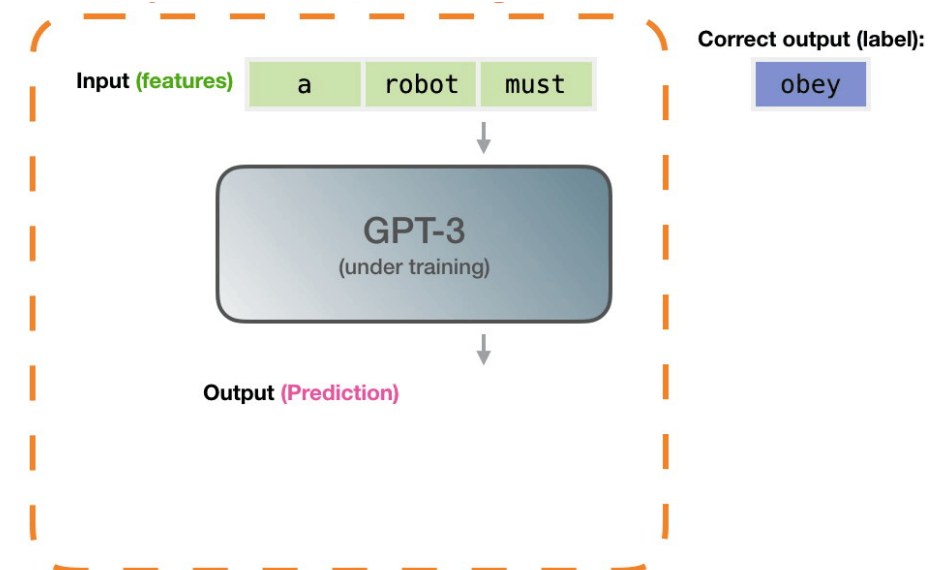 Correct output (label):
Input (features) a robot must
obey
GPT-3
(under training)
Output (Prediction)